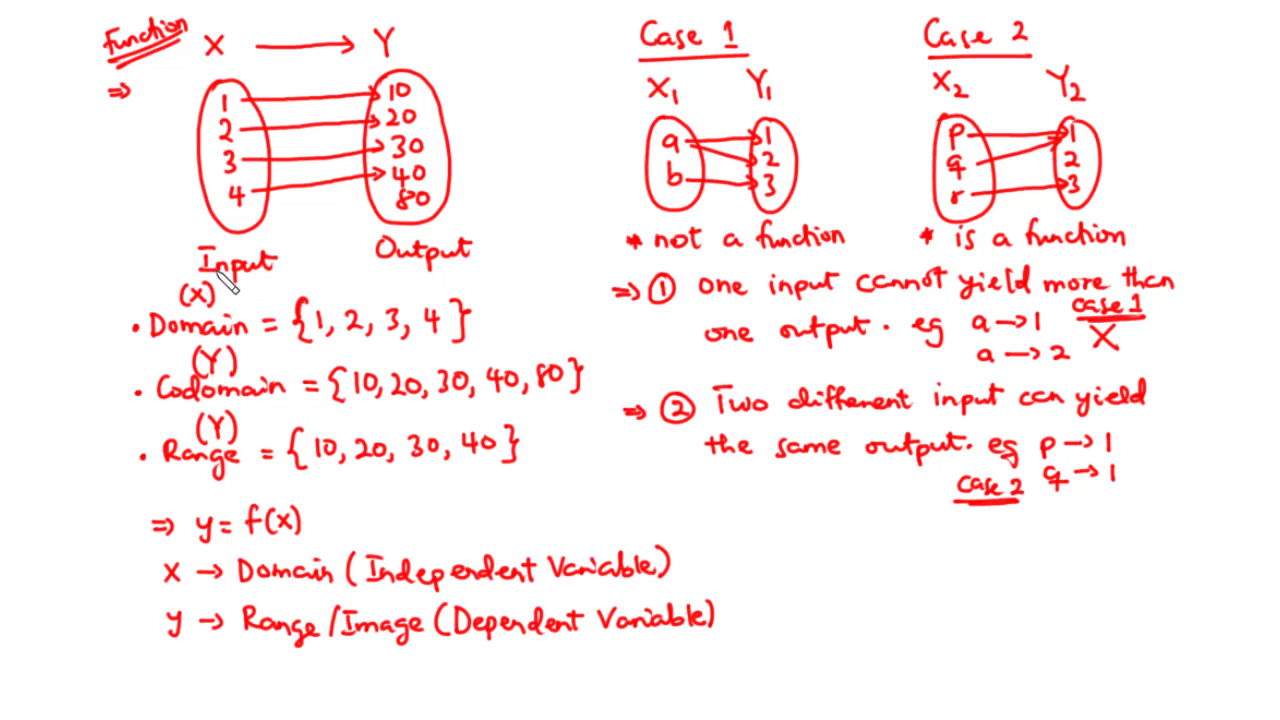 Function
X → Y
⇒
1 10
2 20
3 30
4 40
80
Input Output
(X)
• Domain = {1, 2, 3, 4}
(Y)
• Codomain = {10, 20, 30, 40, 80}
(Y)
• Range = {10, 20, 30, 40}
⇒ y = f(x)
x → Domain (Independent Variable)
y → Range/Image (Dependent Variable)
Case 1
X₁ Y₁
a 1
2
b 3
* not a function
Case 2
X₂ Y₂
p 1
q 2
r 3
* is a function
⇒ ① one input cannot yield more than
one output. eg a → 1 case 1
a → 2 X
⇒ ② Two different input can yield
the same output. eg p → 1
case 2 q → 1